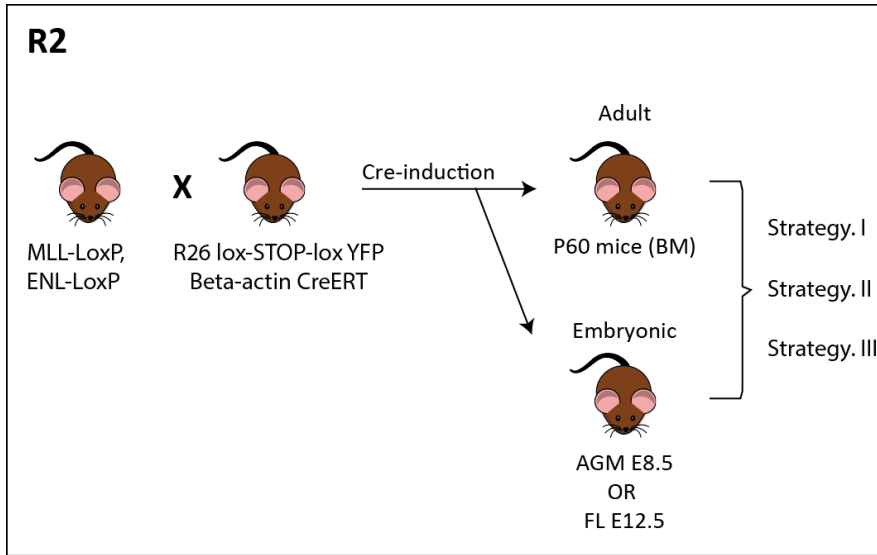 R2
Adult
Cre-induction
X
MLL-LoxP,
ENL-LoxP
R26 lox-STOP-lox YFP
Beta-actin CreERT
P60 mice (BM)
Strategy. I
Strategy. II
Strategy. III
Embryonic
AGM E8.5
OR
FL E12.5